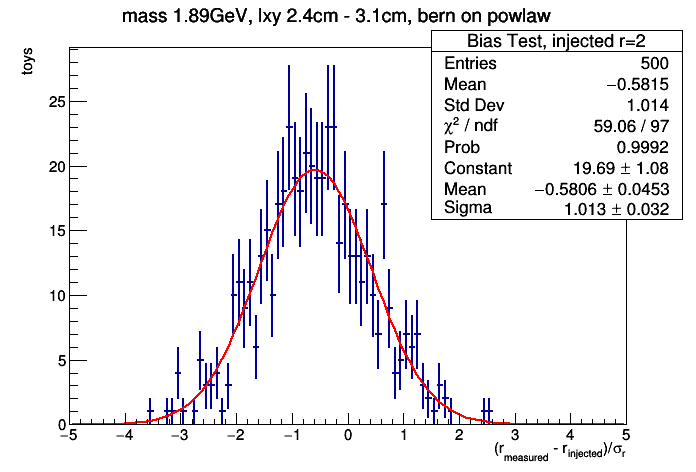 mass 1.89GeV, lxy 2.4cm - 3.1cm, bern on powlaw
Bias Test, injected r=2
Entries 500
Mean −0.5815
Std Dev 1.014
χ² / ndf 59.06 / 97
Prob 0.9992
Constant 19.69 ± 1.08
Mean −0.5806 ± 0.0453
Sigma 1.013 ± 0.032
toys
25
20
15
10
5
0
−5 −4 −3 −2 −1 0 1 2 3 4 5
(r_measured - r_injected)/σ_r